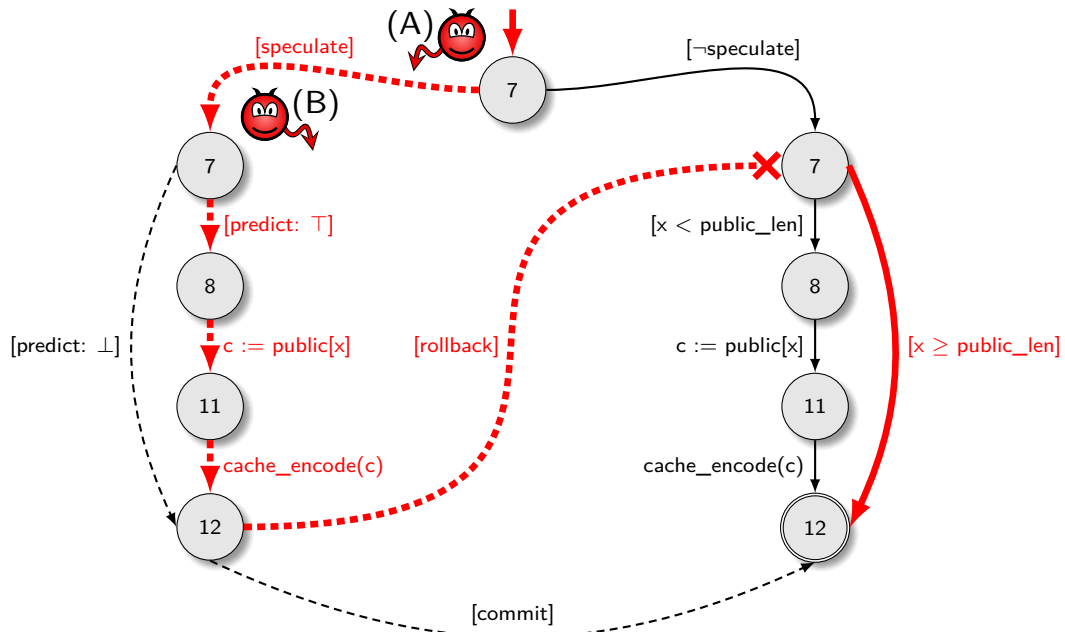 (A)
[speculate]
[¬speculate]
7
(B)
7
7
[predict: ⊤]
[x < public_len]
8
8
[predict: ⊥]
c := public[x]
[rollback]
c := public[x]
[x ≥ public_len]
11
11
cache_encode(c)
cache_encode(c)
12
12
[commit]